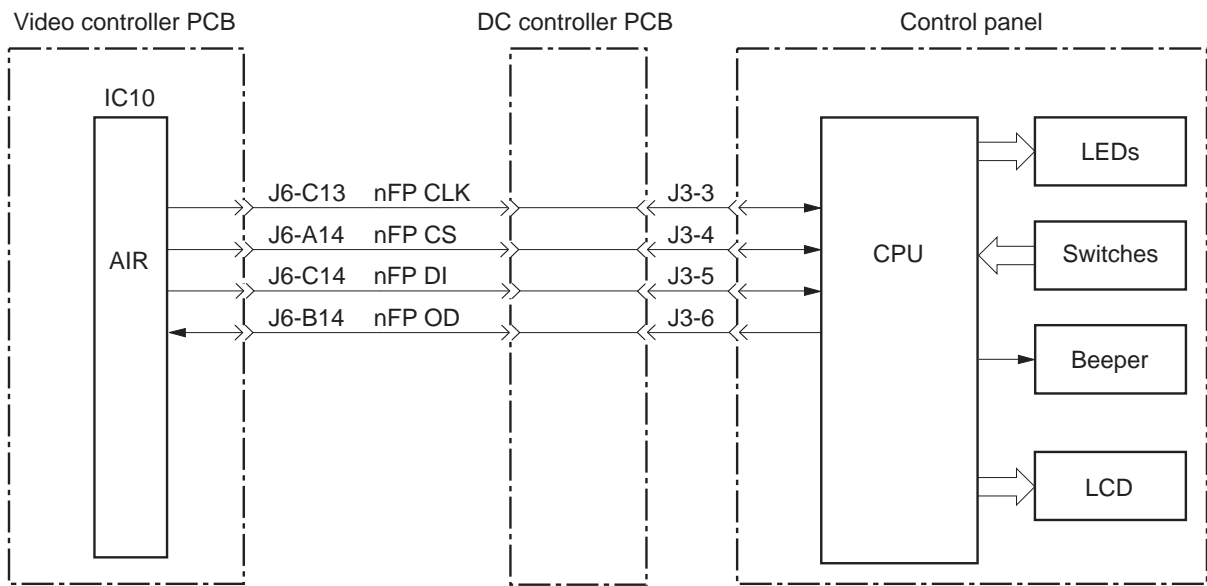 Video controller PCB
DC controller PCB
Control panel
IC10
AIR
J6-C13 nFP CLK
J3-3
J6-A14 nFP CS
J3-4
J6-C14 nFP DI
J3-5
J6-B14 nFP OD
J3-6
CPU
LEDs
Switches
Beeper
LCD